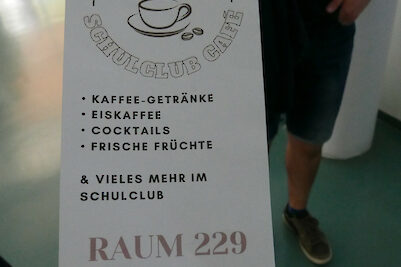 SCHULCLUB CAFÉ
• KAFFEE-GETRÄNKE
• EISKAFFEE
• COCKTAILS
• FRISCHE FRÜCHTE
& VIELES MEHR IM
SCHULCLUB
RAUM 229